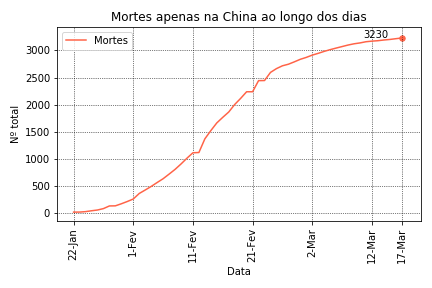 Mortes apenas na China ao longo dos dias
Mortes
3230
Nº total
3000
2500
2000
1500
1000
500
0
22-Jan
1-Fev
11-Fev
21-Fev
2-Mar
12-Mar
17-Mar
Data